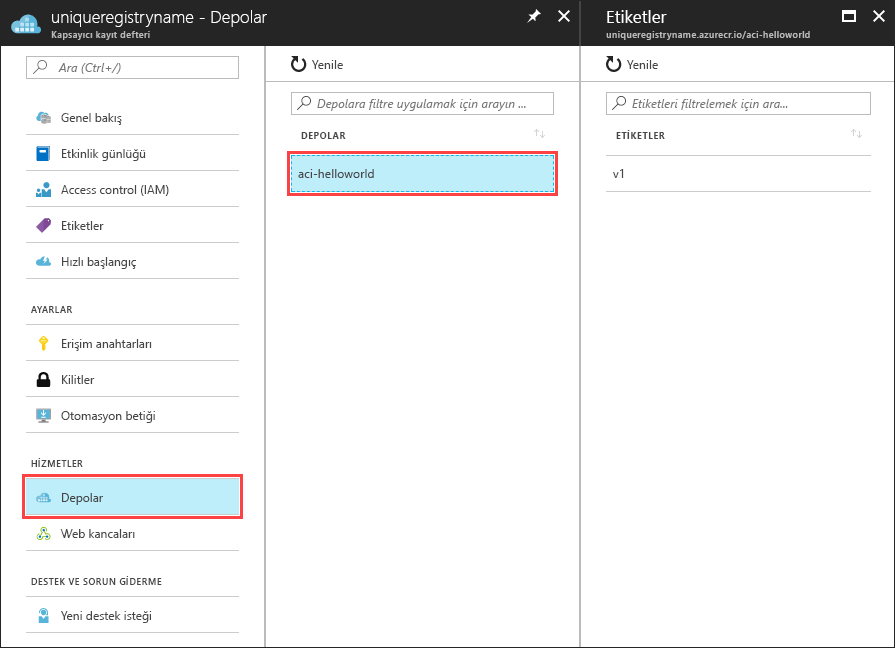 uniqueregistryname - Depolar
Kapsayıcı kayıt defteri
Ara (Ctrl+/)
Genel bakış
Etkinlik günlüğü
Access control (IAM)
Etiketler
Hızlı başlangıç
AYARLAR
Erişim anahtarları
Kilitler
Otomasyon betiği
HİZMETLER
Depolar
Web kancaları
DESTEK VE SORUN GİDERME
Yeni destek isteği
Yenile
Depolara filtre uygulamak için arayın ...
DEPOLAR
aci-helloworld
Etiketler
uniqueregistryname.azurecr.io/aci-helloworld
Yenile
Etiketleri filtrelemek için ara...
ETİKETLER
v1